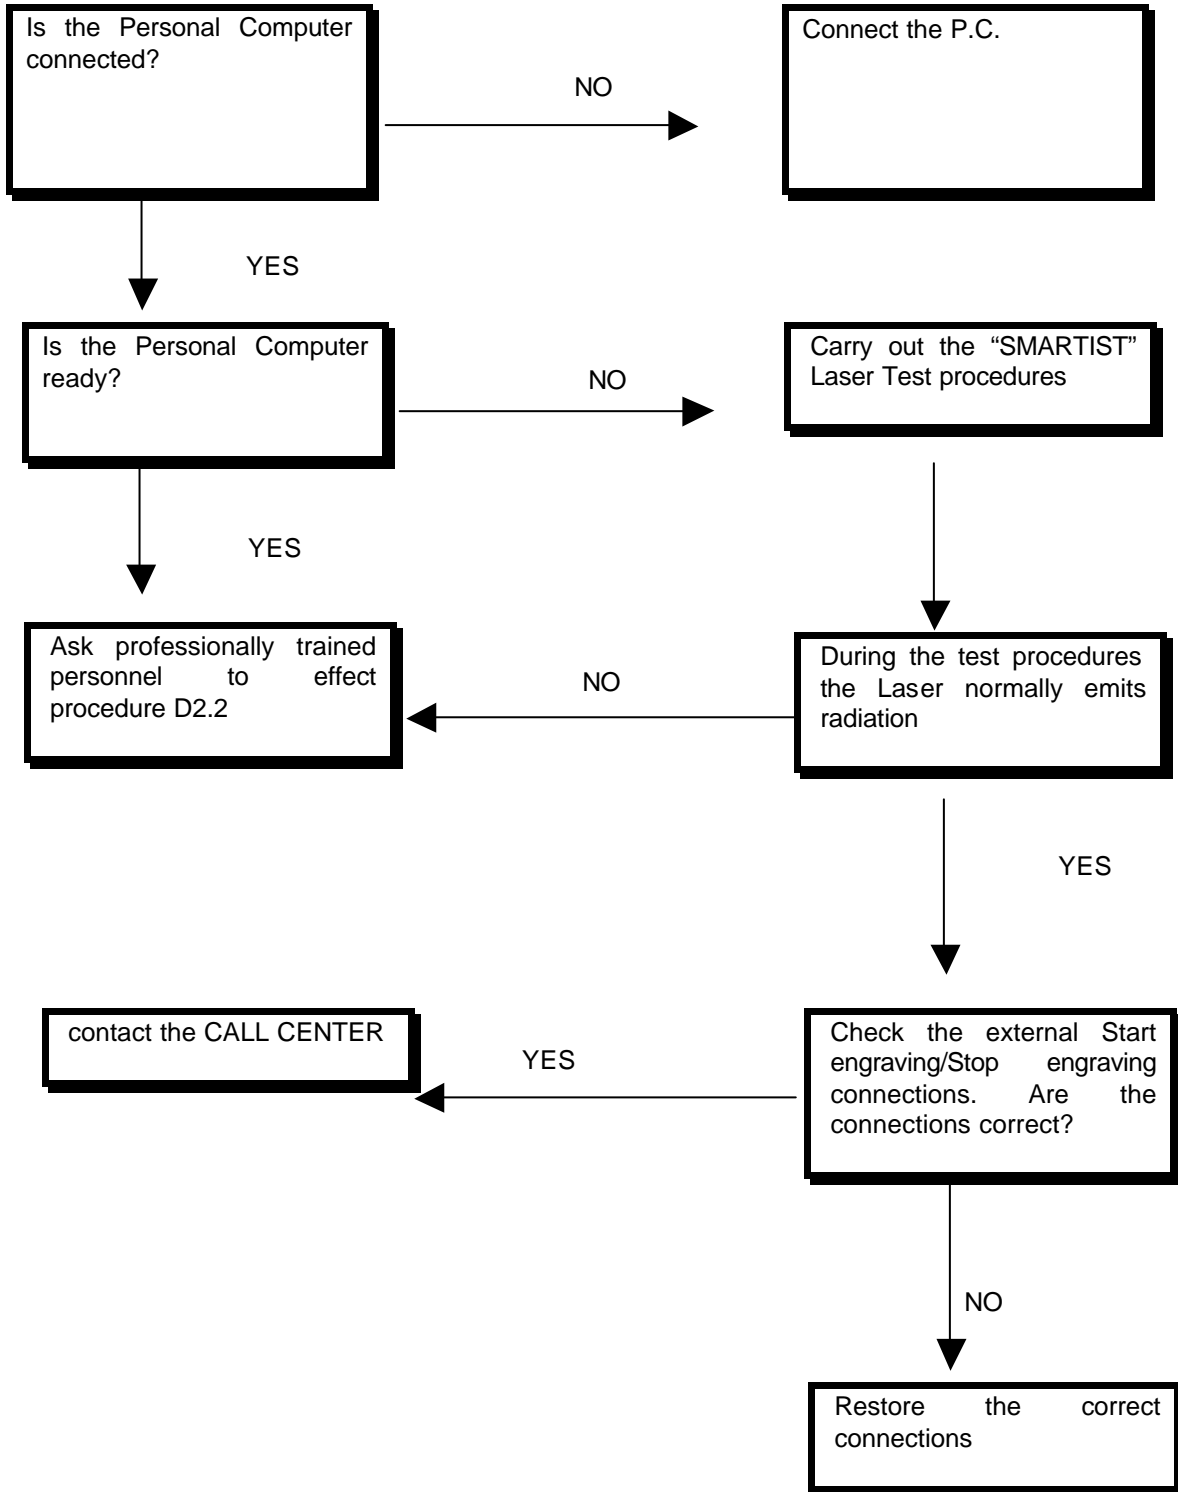 Is the Personal Computer
connected?
NO
Connect the P.C.
YES
Is the Personal Computer
ready?
NO
Carry out the “SMARTIST”
Laser Test procedures
YES
Ask professionally trained
personnel to effect
procedure D2.2
NO
During the test procedures
the Laser normally emits
radiation
YES
contact the CALL CENTER
YES
Check the external Start
engraving/Stop engraving
connections. Are the
connections correct?
NO
Restore the correct
connections